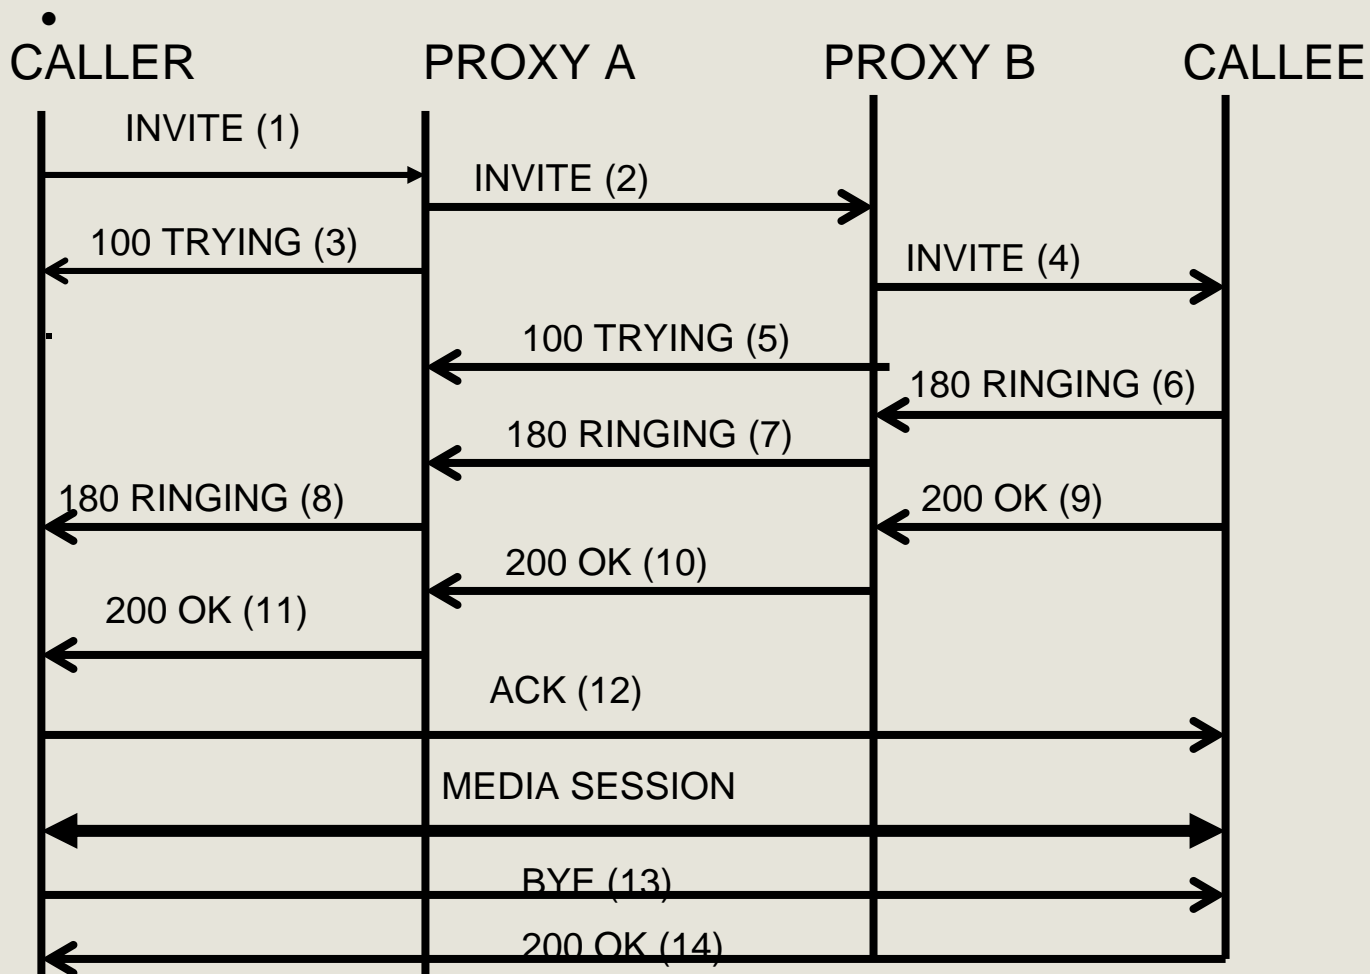 •
CALLER PROXY A PROXY B CALLEE
INVITE (1)
INVITE (2)
100 TRYING (3)
INVITE (4)
100 TRYING (5)
180 RINGING (6)
180 RINGING (7)
180 RINGING (8)
200 OK (9)
200 OK (10)
200 OK (11)
ACK (12)
MEDIA SESSION
BYE (13)
200 OK (14)